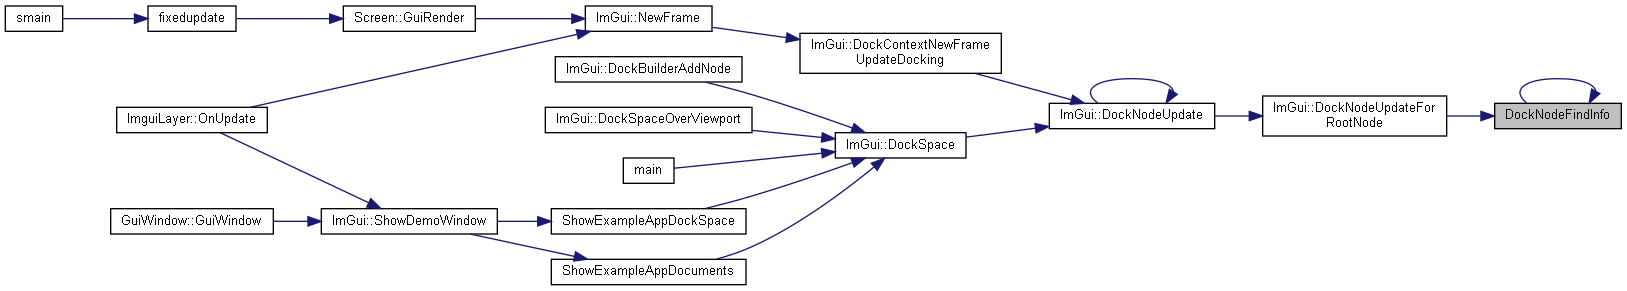 smain
fixedupdate
Screen::GuiRender
ImGui::NewFrame
ImGui::DockContextNewFrame
UpdateDocking
ImGui::DockBuilderAddNode
ImguiLayer::OnUpdate
ImGui::DockSpaceOverViewport
ImGui::DockNodeUpdate
ImGui::DockNodeUpdateFor
RootNode
DockNodeFindInfo
ImGui::DockSpace
main
GuiWindow::GuiWindow
ImGui::ShowDemoWindow
ShowExampleAppDockSpace
ShowExampleAppDocuments